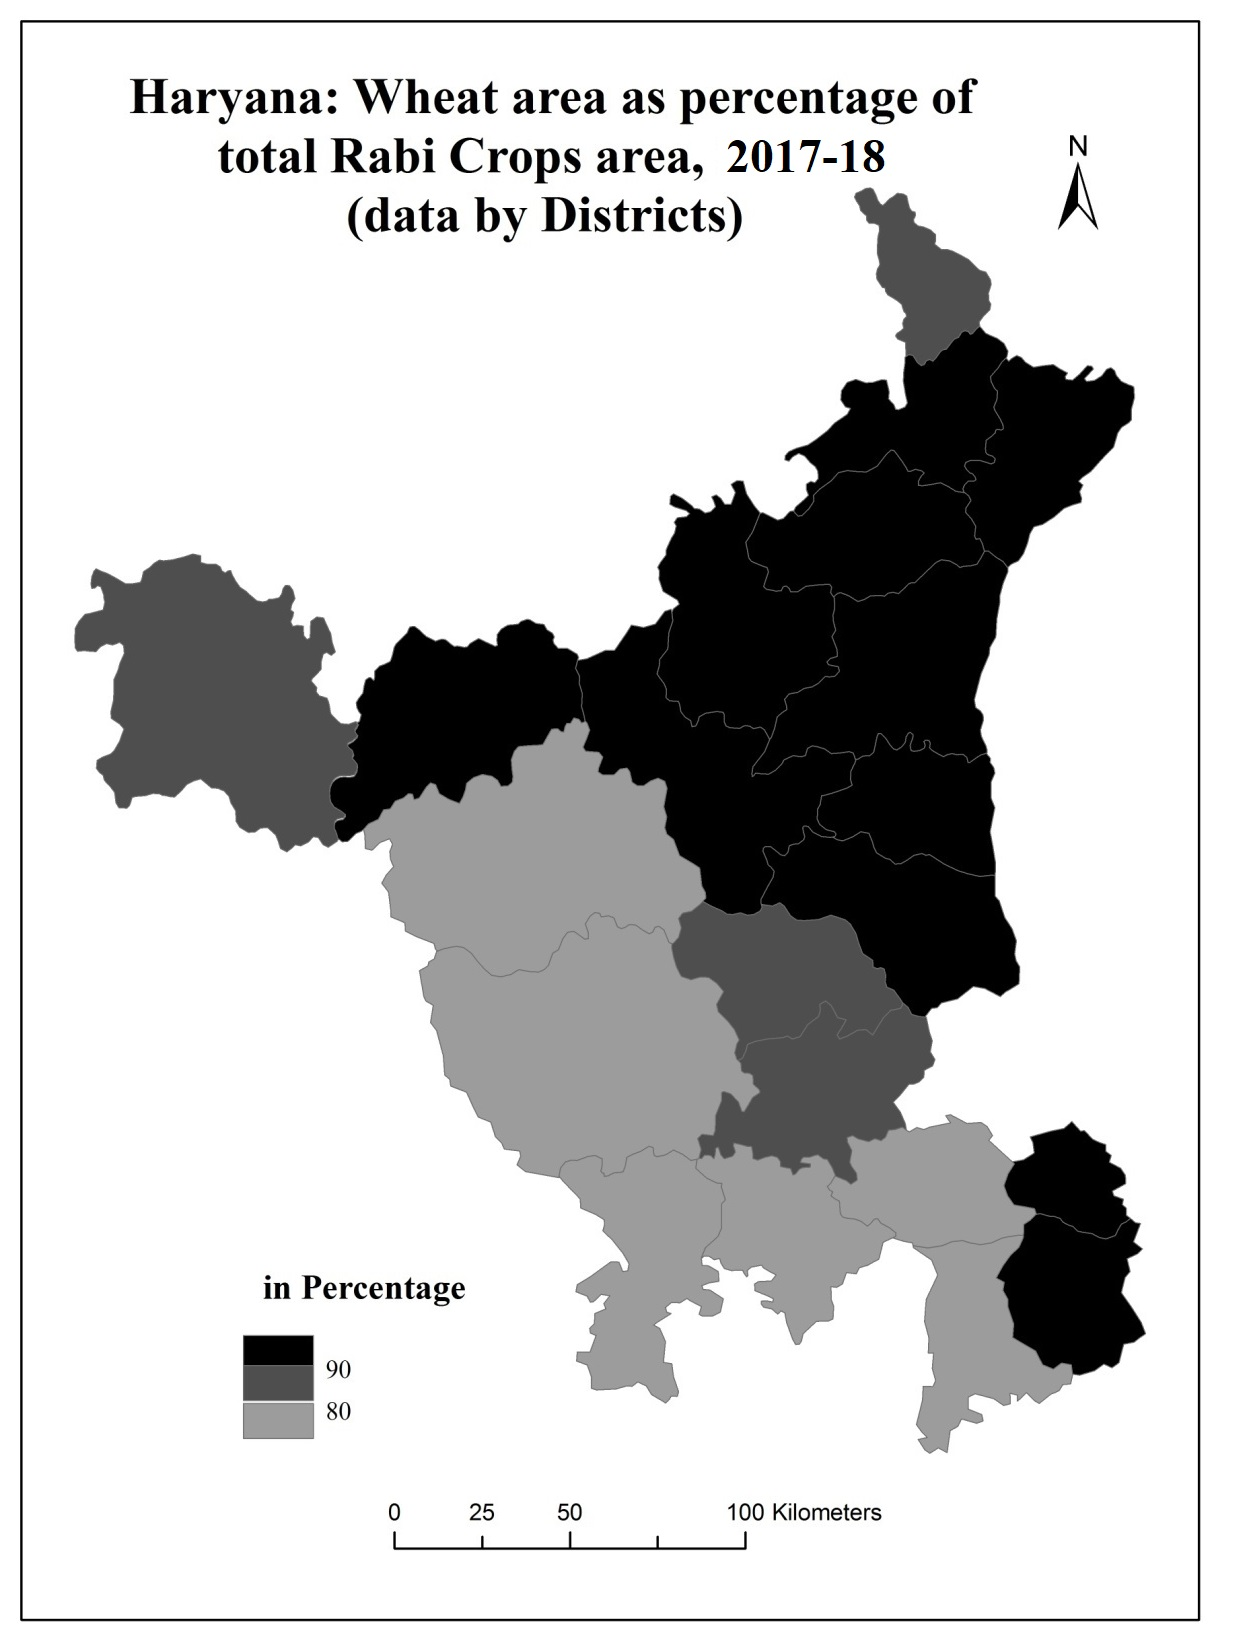 Haryana: Wheat area as percentage of
total Rabi Crops area, 2017-18
(data by Districts)
N
in Percentage
90
80
0 25 50 100 Kilometers